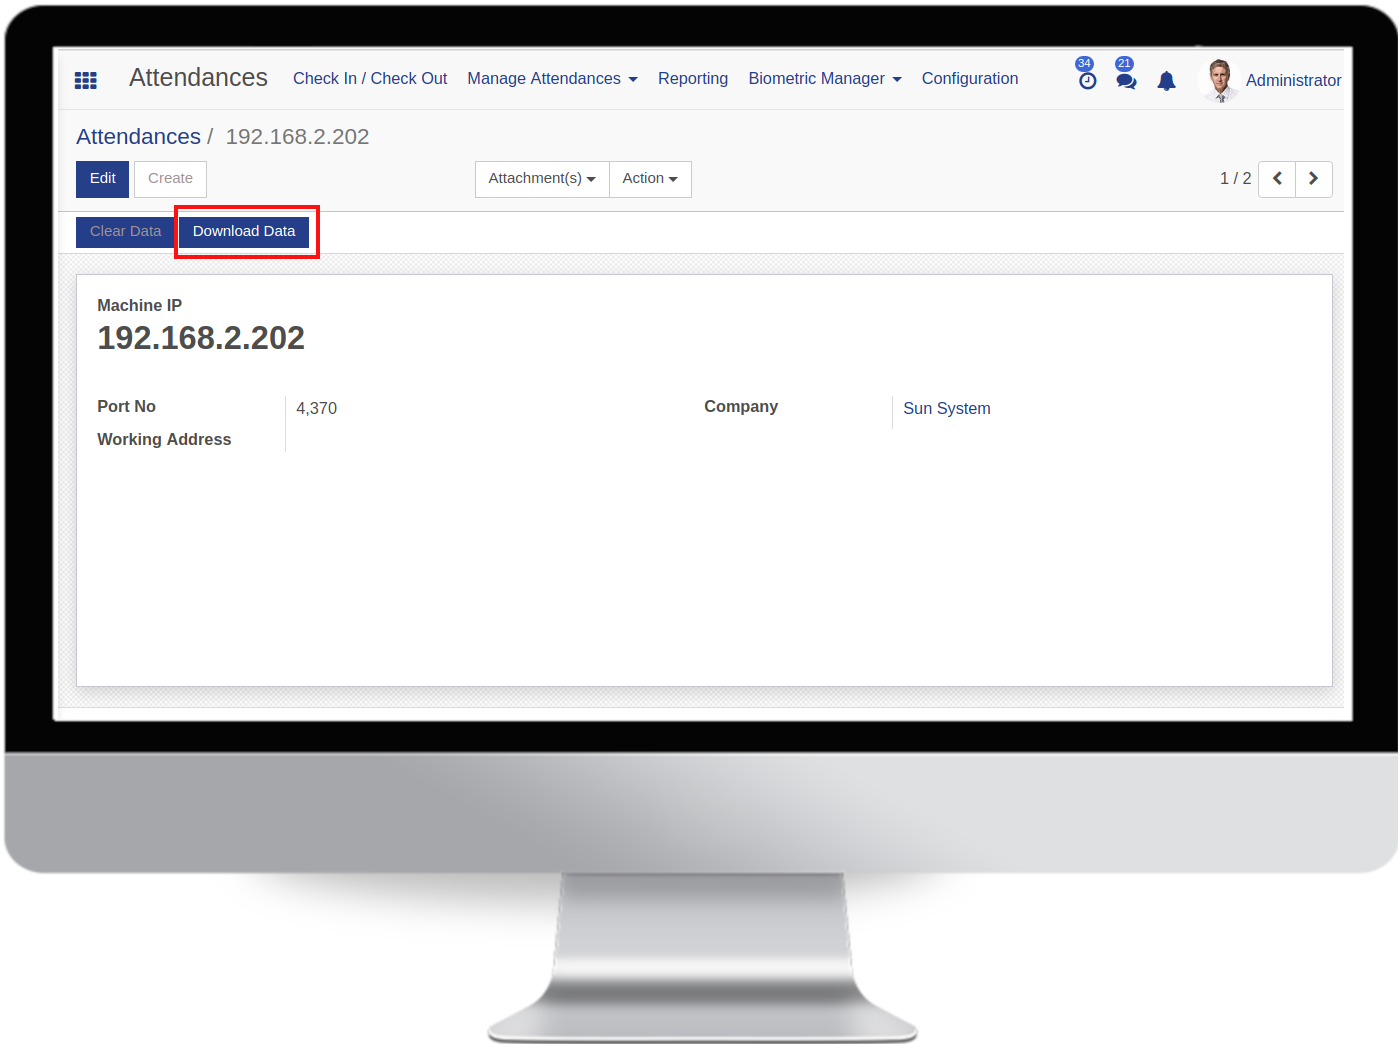 Attendances Check In / Check Out Manage Attendances Reporting Biometric Manager Configuration 34 21 Administrator
Attendances / 192.168.2.202
Edit Create Attachment(s) Action 1 / 2
Clear Data Download Data
Machine IP
192.168.2.202
Port No 4,370 Company Sun System
Working Address